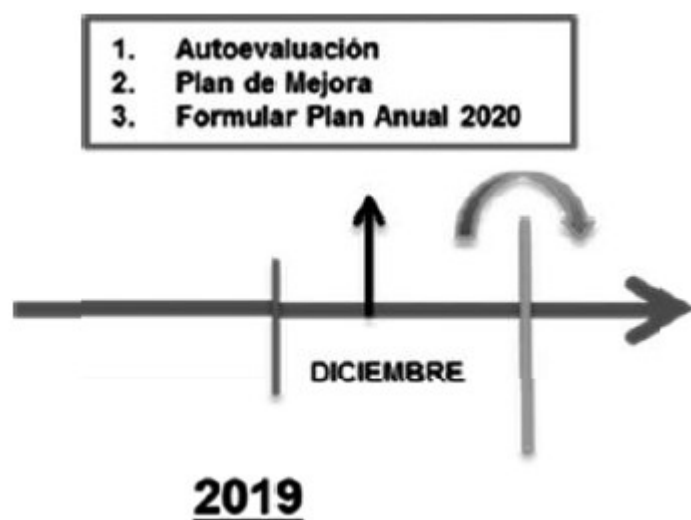 1. Autoevaluación
2. Plan de Mejora
3. Formular Plan Anual 2020
DICIEMBRE
2019